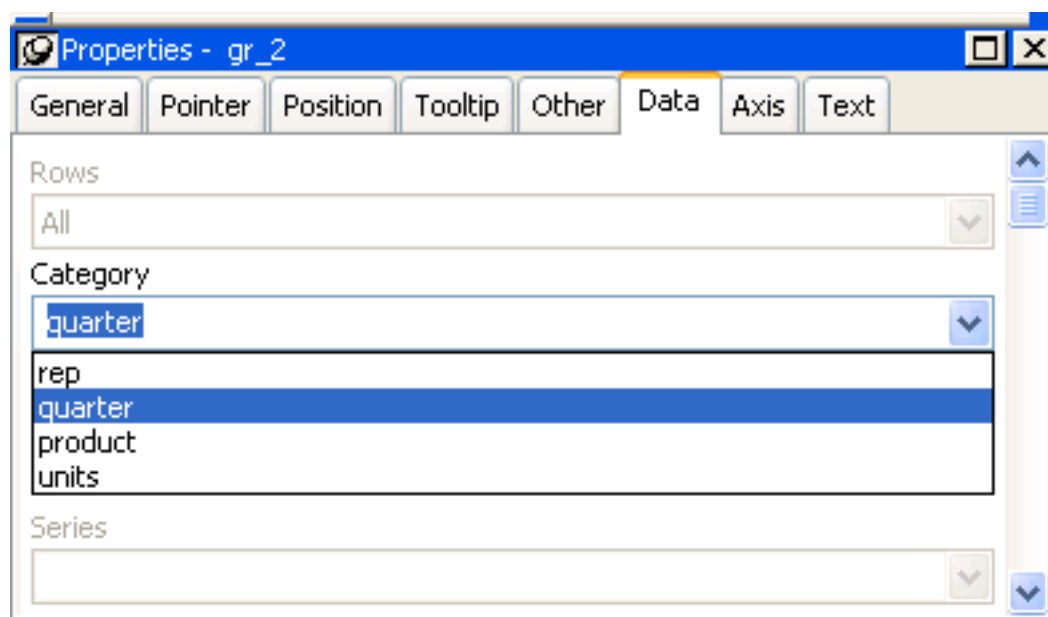 Properties - gr_2
General Pointer Position Tooltip Other Data Axis Text
Rows
All
Category
quarter
rep
quarter
product
units
Series